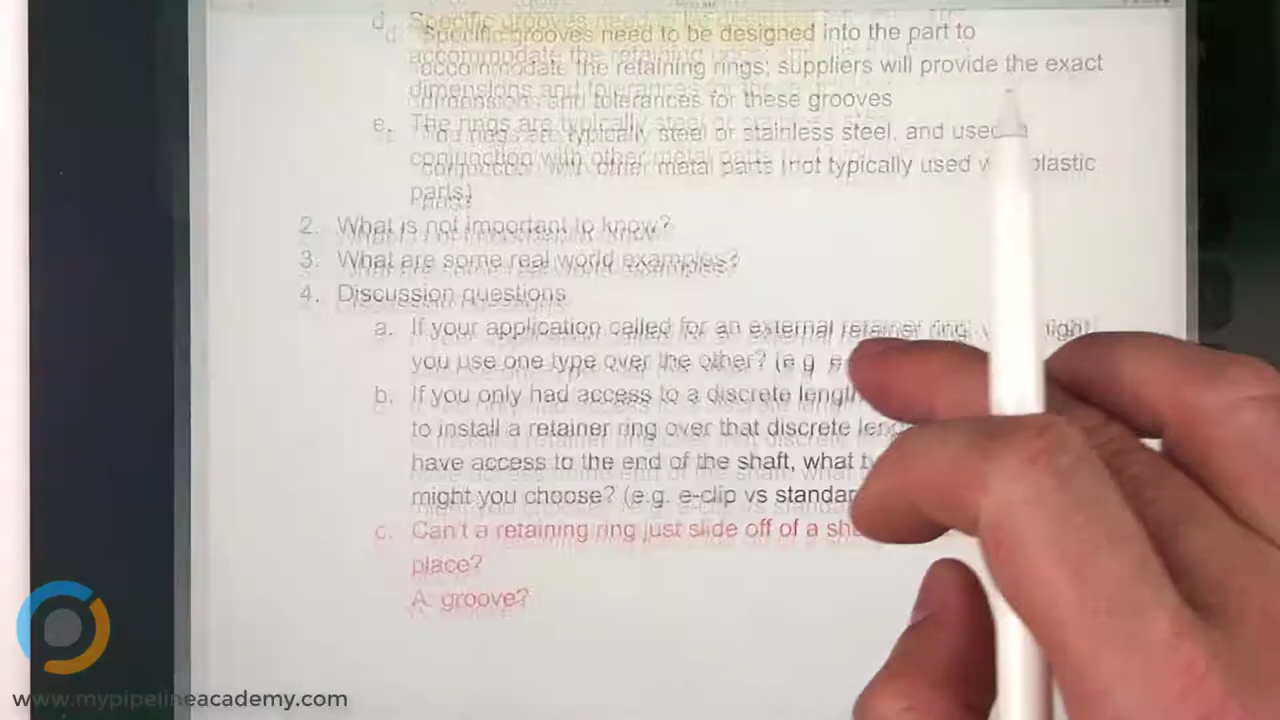 d. Specific grooves need to be designed into the part to
accommodate the retaining rings; suppliers will provide the exact
dimensions and tolerances for these grooves
e. The rings are typically steel or stainless steel, and used
conjunction with other metal parts (not typically used plastic
parts)
2. What is not important to know?
3. What are some real world examples?
4. Discussion questions
a. If your application called for an external retainer ring,
you use one type over the other? (e.g
b. If you only had access to a discrete length
to install a retainer ring over that discrete
have access to the end of the shaft, what
might you choose? (e.g. e-clip vs
c. Can't a retaining ring just slide off of a
place?
A groove?
www.mypipelineacademy.com